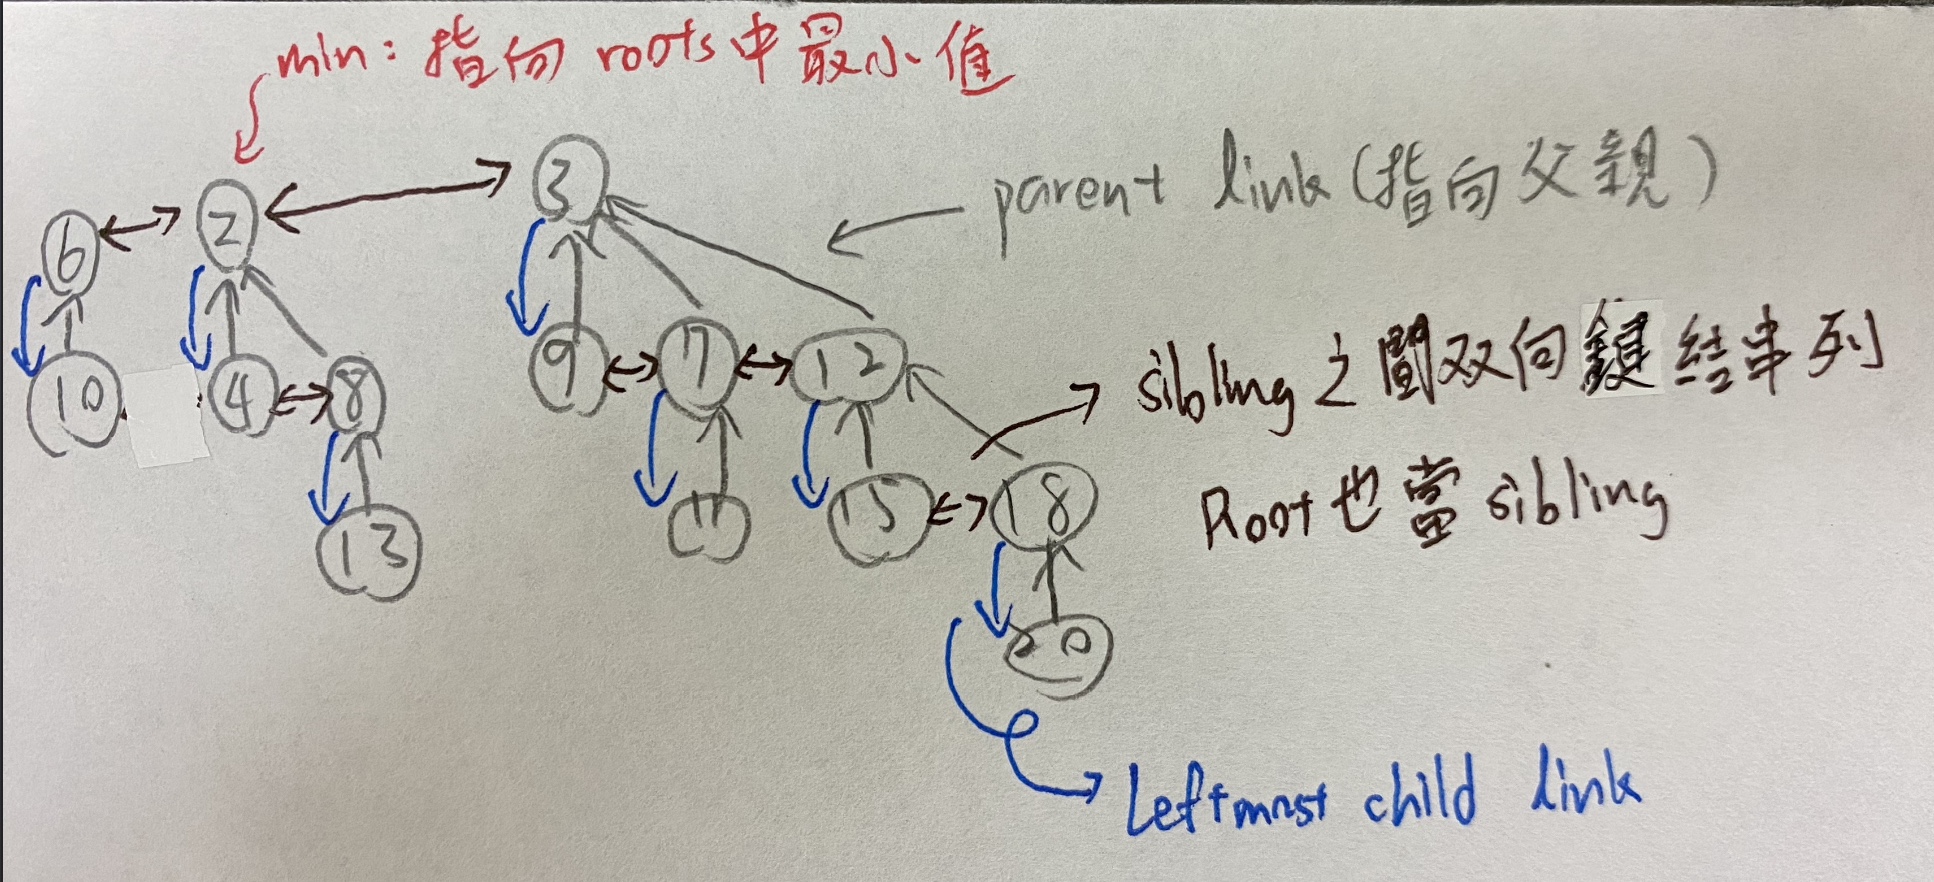 min: 指向 roots 中最小值
3
parent link (指向父親)
6 2
9 7 12
sibling 之間双向鍵結串列
10 4 8
11 15 18
Root 也當 sibling
13
20
Leftmost child link